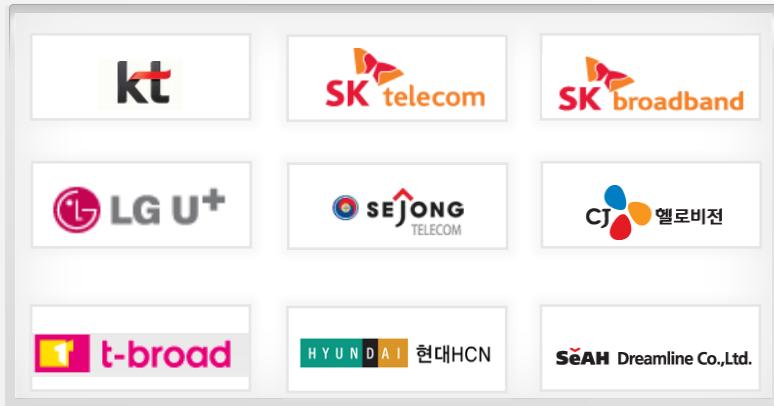 kt
SK telecom
SK broadband
LG U+
SEJONG
TELECOM
CJ 헬로비전
1 t-broad
HYUNDAI 현대HCN
SeAH Dreamline Co.,Ltd.